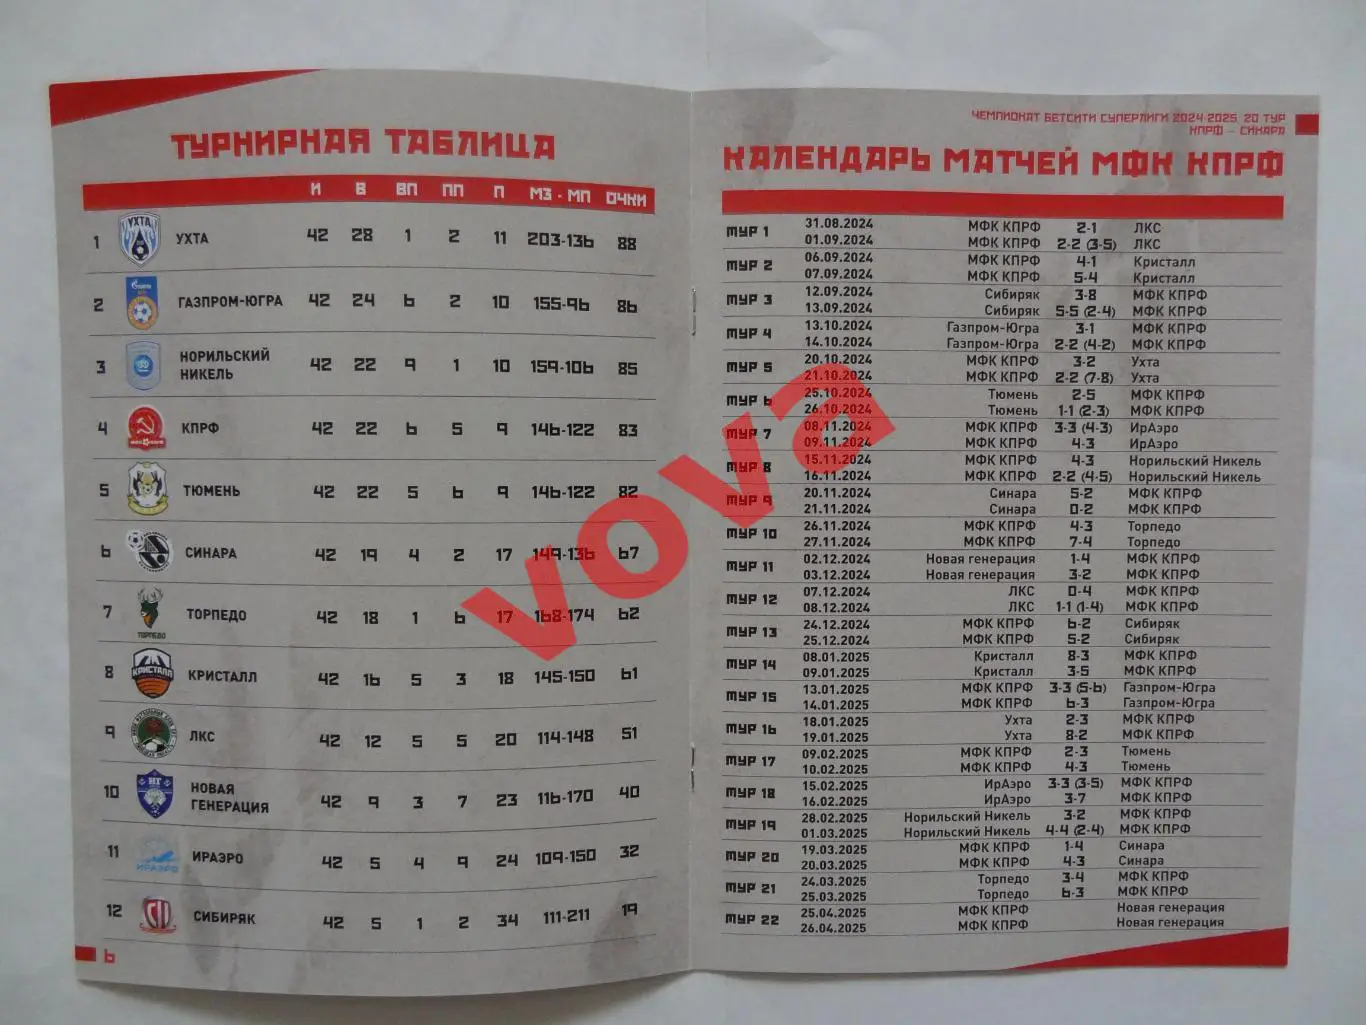 ТУРНИРНАЯ ТАБЛИЦА
И В ВП ПП П МЗ - МП ОЧКИ
1 УХТА УХТА 42 28 1 2 11 203-136 88
2 ГАЗПРОМ-ЮГРА 42 24 6 2 10 155-96 86
3 НОРИЛЬСКИЙ НИКЕЛЬ 42 22 9 1 10 159-106 85
4 КПРФ 42 22 6 5 9 146-122 83
5 ТЮМЕНЬ 42 22 5 6 9 146-122 82
6 СИНАРА 42 19 4 2 17 149-136 67
7 ТОРПЕДО ТОРПЕДО 42 18 1 6 17 168-174 62
8 КРИСТАЛЛ КРИСТАЛЛ 42 16 5 3 18 145-150 61
9 ЛКС 42 12 5 5 20 114-148 51
10 НГ НОВАЯ ГЕНЕРАЦИЯ 42 9 3 7 23 116-170 40
11 ИРАЭРО ИРАЭРО 42 5 4 9 24 109-150 32
12 СИБИРЯК 42 5 1 2 34 111-211 19
6
ЧЕМПИОНАТ БЕТСИТИ СУПЕРЛИГИ 2024-2025, 20 ТУР
КПРФ – СИНАРА
КАЛЕНДАРЬ МАТЧЕЙ МФК КПРФ
ТУР 1 31.08.2024 МФК КПРФ 2-1 ЛКС
01.09.2024 МФК КПРФ 2-2 (3-5) ЛКС
ТУР 2 06.09.2024 МФК КПРФ 4-1 Кристалл
07.09.2024 МФК КПРФ 5-4 Кристалл
ТУР 3 12.09.2024 Сибиряк 3-8 МФК КПРФ
13.09.2024 Сибиряк 5-5 (2-4) МФК КПРФ
ТУР 4 13.10.2024 Газпром-Югра 3-1 МФК КПРФ
14.10.2024 Газпром-Югра 2-2 (4-2) МФК КПРФ
ТУР 5 20.10.2024 МФК КПРФ 3-2 Ухта
21.10.2024 МФК КПРФ 2-2 (7-8) Ухта
ТУР 6 25.10.2024 Тюмень 2-5 МФК КПРФ
26.10.2024 Тюмень 1-1 (2-3) МФК КПРФ
ТУР 7 08.11.2024 МФК КПРФ 3-3 (4-3) ИрАэро
09.11.2024 МФК КПРФ 4-3 ИрАэро
ТУР 8 15.11.2024 МФК КПРФ 4-3 Норильский Никель
16.11.2024 МФК КПРФ 2-2 (4-5) Норильский Никель
ТУР 9 20.11.2024 Синара 5-2 МФК КПРФ
21.11.2024 Синара 0-2 МФК КПРФ
ТУР 10 26.11.2024 МФК КПРФ 4-3 Торпедо
27.11.2024 МФК КПРФ 7-4 Торпедо
ТУР 11 02.12.2024 Новая генерация 1-4 МФК КПРФ
03.12.2024 Новая генерация 3-2 МФК КПРФ
ТУР 12 07.12.2024 ЛКС 0-4 МФК КПРФ
08.12.2024 ЛКС 1-1 (1-4) МФК КПРФ
ТУР 13 24.12.2024 МФК КПРФ 6-2 Сибиряк
25.12.2024 МФК КПРФ 5-2 Сибиряк
ТУР 14 08.01.2025 Кристалл 8-3 МФК КПРФ
09.01.2025 Кристалл 3-5 МФК КПРФ
ТУР 15 13.01.2025 МФК КПРФ 3-3 (5-6) Газпром-Югра
14.01.2025 МФК КПРФ 6-3 Газпром-Югра
ТУР 16 18.01.2025 Ухта 2-3 МФК КПРФ
19.01.2025 Ухта 8-2 МФК КПРФ
ТУР 17 09.02.2025 МФК КПРФ 2-3 Тюмень
10.02.2025 МФК КПРФ 4-3 Тюмень
ТУР 18 15.02.2025 ИрАэро 3-3 (3-5) МФК КПРФ
16.02.2025 ИрАэро 3-7 МФК КПРФ
ТУР 19 28.02.2025 Норильский Никель 3-2 МФК КПРФ
01.03.2025 Норильский Никель 4-4 (2-4) МФК КПРФ
ТУР 20 19.03.2025 МФК КПРФ 1-4 Синара
20.03.2025 МФК КПРФ 4-3 Синара
ТУР 21 24.03.2025 Торпедо 3-4 МФК КПРФ
25.03.2025 Торпедо 6-3 МФК КПРФ
ТУР 22 25.04.2025 МФК КПРФ Новая генерация
26.04.2025 МФК КПРФ Новая генерация
vova